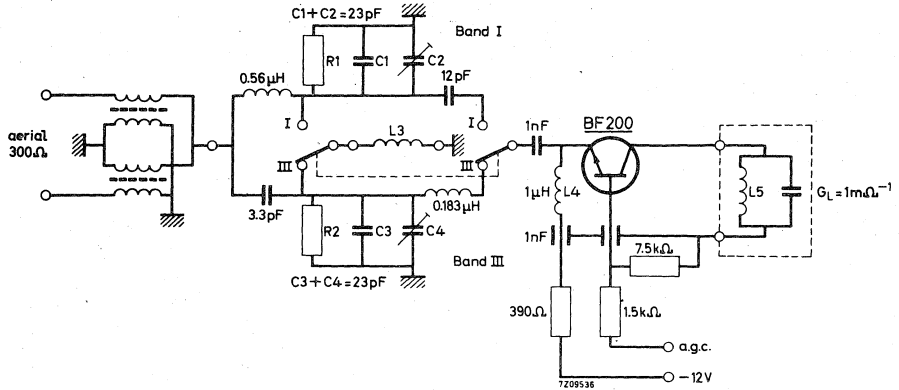 C1+C2=23pF
Band I
R1
C1
C2
0.56µH
12pF
aerial
300Ω
I
I
L3
III
III
1nF
BF200
3.3pF
0.183µH
1µH
L4
L5
G_L=1mΩ⁻¹
R2
C3
C4
1nF
7.5kΩ
C3+C4=23pF
Band III
390Ω
1.5kΩ
a.g.c.
-12V
7Z09536